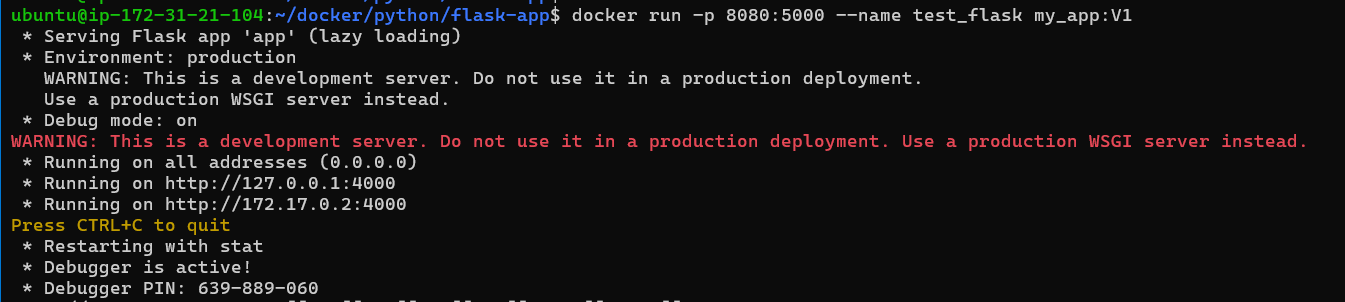 ubuntu@ip-172-31-21-104:~/docker/python/flask-app$ docker run -p 8080:5000 --name test_flask my_app:V1
* Serving Flask app 'app' (lazy loading)
* Environment: production
WARNING: This is a development server. Do not use it in a production deployment.
Use a production WSGI server instead.
* Debug mode: on
WARNING: This is a development server. Do not use it in a production deployment. Use a production WSGI server instead.
* Running on all addresses (0.0.0.0)
* Running on http://127.0.0.1:4000
* Running on http://172.17.0.2:4000
Press CTRL+C to quit
* Restarting with stat
* Debugger is active!
* Debugger PIN: 639-889-060